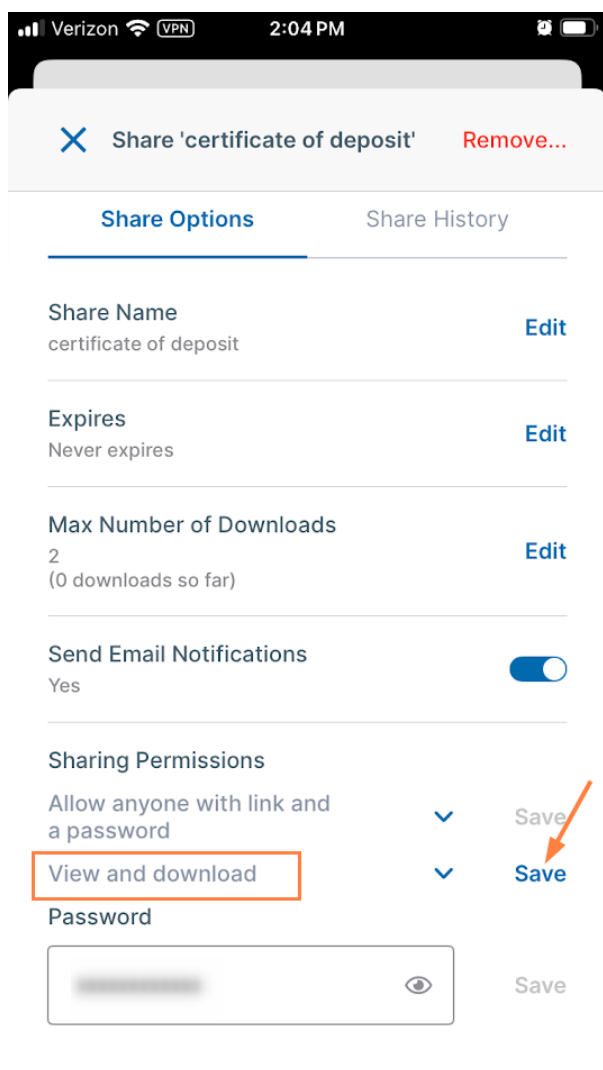 Verizon VPN 2:04 PM
Share 'certificate of deposit' Remove...
Share Options Share History
Share Name
certificate of deposit
Edit
Expires
Never expires
Edit
Max Number of Downloads
2
(0 downloads so far)
Edit
Send Email Notifications
Yes
Sharing Permissions
Allow anyone with link and
a password
Save
View and download Save
Password
Save